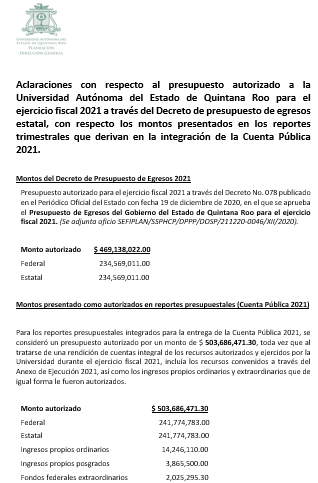 UNIVERSIDAD AUTÓNOMA DEL
ESTADO DE QUINTANA ROO
PLANEACIÓN
DIRECCIÓN GENERAL
Aclaraciones con respecto al presupuesto autorizado a la
Universidad Autónoma del Estado de Quintana Roo para el
ejercicio fiscal 2021 a través del Decreto de presupuesto de egresos
estatal, con respecto los montos presentados en los reportes
trimestrales que derivan en la integración de la Cuenta Pública
2021.
Montos del Decreto de Presupuesto de Egresos 2021
Presupuesto autorizado para el ejercicio fiscal 2021 a través del Decreto No. 078 publicado
en el Periódico Oficial del Estado con fecha 19 de diciembre de 2020, en el que se aprueba
el Presupuesto de Egresos del Gobierno del Estado de Quintana Roo para el ejercicio
fiscal 2021. (Se adjunta oficio SEFIPLAN/SSPHCP/DPPP/DOSP/211220-0046/XII/2020).
Monto autorizado $ 469,138,022.00
Federal 234,569,011.00
Estatal 234,569,011.00
Montos presentado como autorizados en reportes presupuestales (Cuenta Pública 2021)
Para los reportes presupuestales integrados para la entrega de la Cuenta Pública 2021, se
consideró un presupuesto autorizado por un monto de $ 503,686,471.30, toda vez que al
tratarse de una rendición de cuentas integral de los recursos autorizados y ejercidos por la
Universidad durante el ejercicio fiscal 2021, incluía los recursos convenidos a través del
Anexo de Ejecución 2021, así como los ingresos propios ordinarios y extraordinarios que de
igual forma le fueron autorizados.
Monto autorizado $ 503,686,471.30
Federal 241,774,783.00
Estatal 241,774,783.00
Ingresos propios ordinarios 14,246,110.00
Ingresos propios posgrados 3,865,500.00
Fondos federales extraordinarios 2,025,295.30